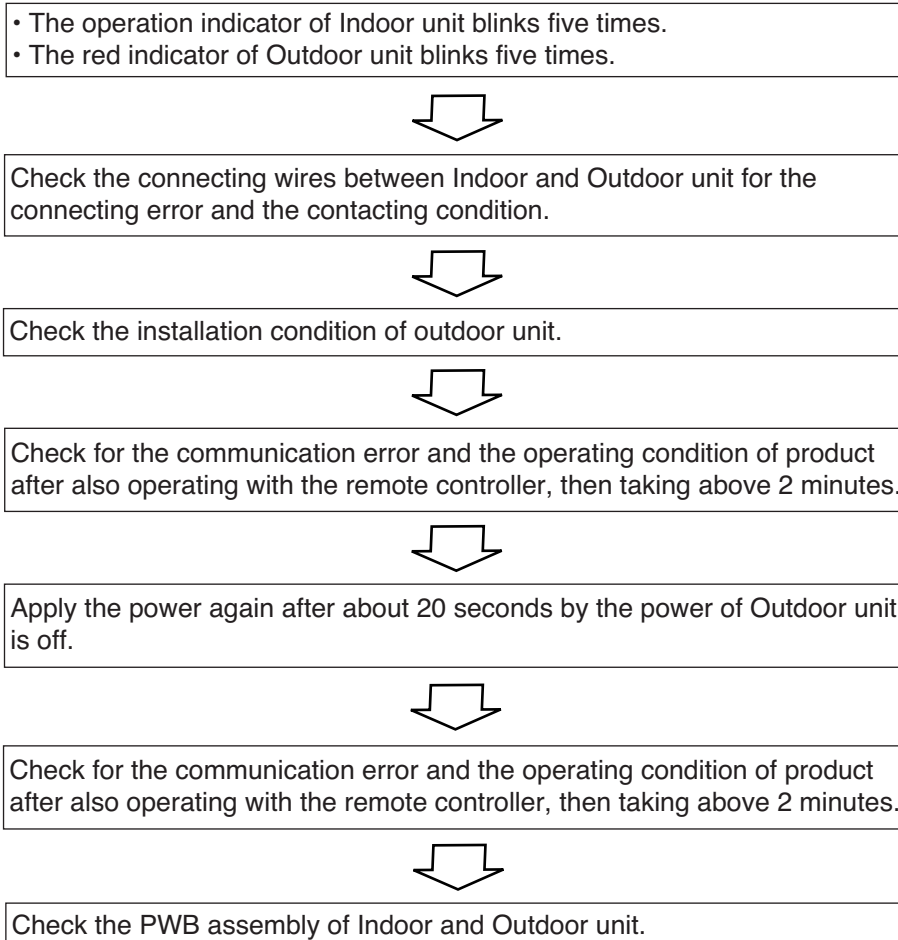 • The operation indicator of Indoor unit blinks five times.
• The red indicator of Outdoor unit blinks five times.
Check the connecting wires between Indoor and Outdoor unit for the
connecting error and the contacting condition.
Check the installation condition of outdoor unit.
Check for the communication error and the operating condition of product
after also operating with the remote controller, then taking above 2 minutes.
Apply the power again after about 20 seconds by the power of Outdoor unit
is off.
Check for the communication error and the operating condition of product
after also operating with the remote controller, then taking above 2 minutes.
Check the PWB assembly of Indoor and Outdoor unit.